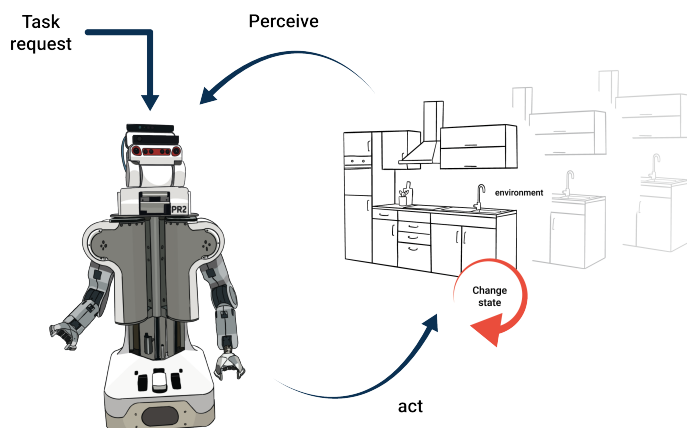 Task
request
Perceive
environment
PR2
Change
state
act